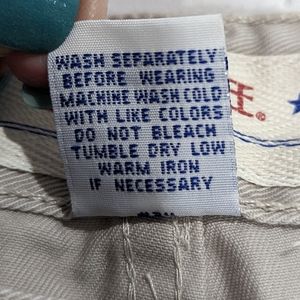 WASH SEPARATELY
BEFORE WEARING
MACHINE WASH COLD
WITH LIKE COLORS
DO NOT BLEACH
TUMBLE DRY LOW
WARM IRON
IF NECESSARY